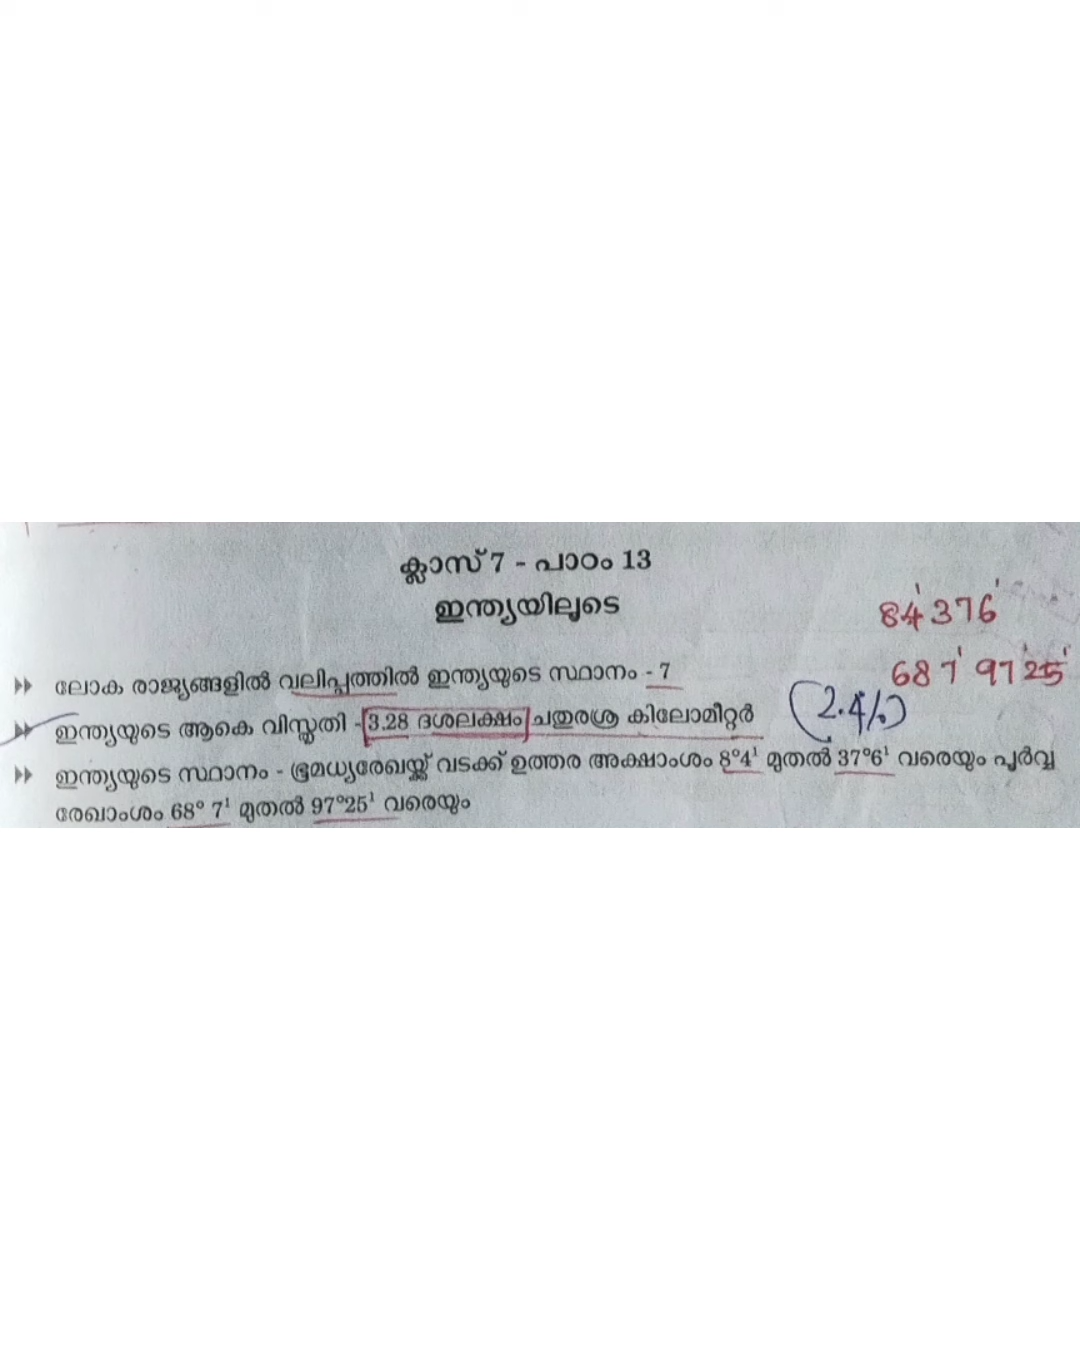 ക്ലാസ് 7 - പാഠം 13
ഇന്ത്യയിലൂടെ
84' 376'
68 7' 97 25'
▸▸ ലോക രാജ്യങ്ങളിൽ വലിപ്പത്തിൽ ഇന്ത്യയുടെ സ്ഥാനം - 7
(2.4%)
▸▸ ഇന്ത്യയുടെ ആകെ വിസ്തൃതി - 3.28 ദശലക്ഷം ചതുരശ്ര കിലോമീറ്റർ
▸▸ ഇന്ത്യയുടെ സ്ഥാനം - ഭൂമധ്യരേഖയ്ക്ക് വടക്ക് ഉത്തര അക്ഷാംശം 8°4¹ മുതൽ 37°6¹ വരെയും പൂർവ്വ
രേഖാംശം 68° 7¹ മുതൽ 97°25¹ വരെയും